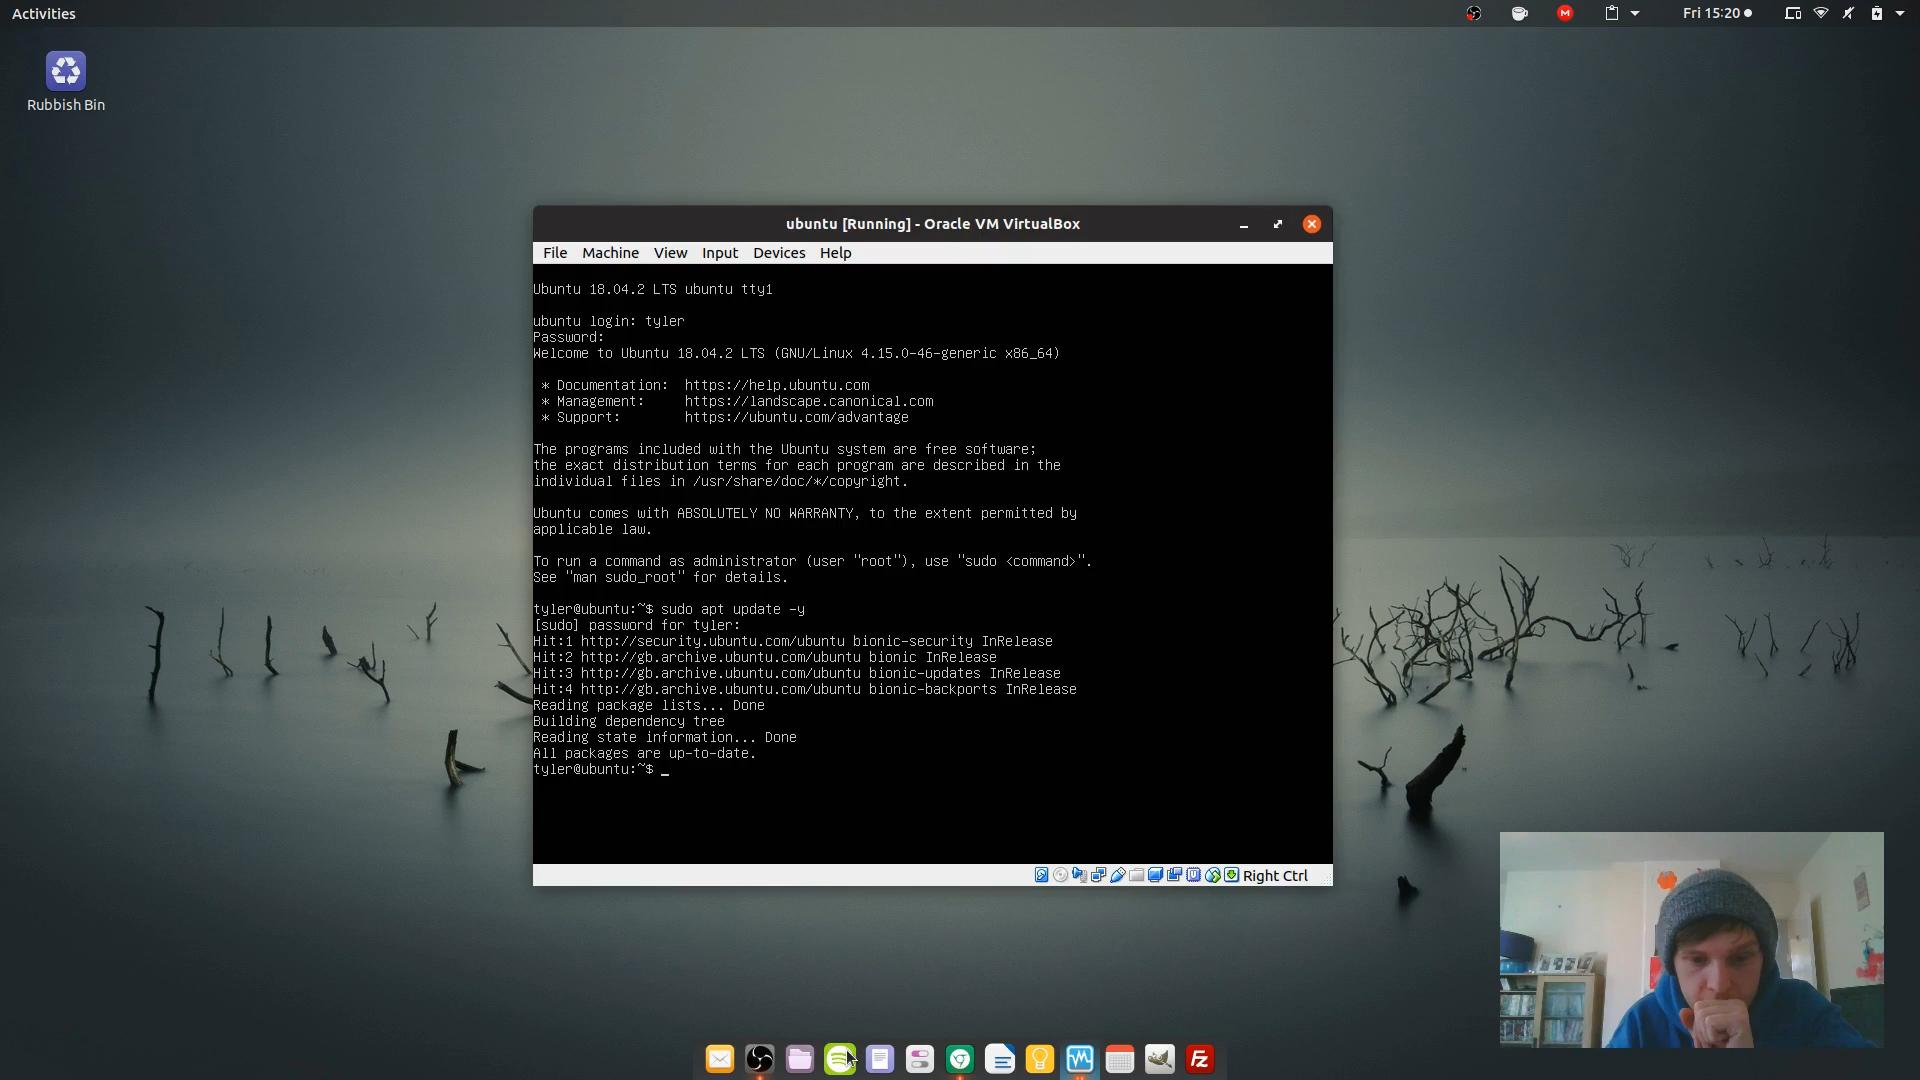 Activities
Fri 15:20
Rubbish Bin
ubuntu [Running] - Oracle VM VirtualBox
File Machine View Input Devices Help
Ubuntu 18.04.2 LTS ubuntu tty1
ubuntu login: tyler
Password:
Welcome to Ubuntu 18.04.2 LTS (GNU/Linux 4.15.0-46-generic x86_64)
* Documentation: https://help.ubuntu.com
* Management: https://landscape.canonical.com
* Support: https://ubuntu.com/advantage
The programs included with the Ubuntu system are free software;
the exact distribution terms for each program are described in the
individual files in /usr/share/doc/*/copyright.
Ubuntu comes with ABSOLUTELY NO WARRANTY, to the extent permitted by
applicable law.
To run a command as administrator (user "root"), use "sudo <command>".
See "man sudo_root" for details.
tyler@ubuntu:~$ sudo apt update -y
[sudo] password for tyler:
Hit:1 http://security.ubuntu.com/ubuntu bionic-security InRelease
Hit:2 http://gb.archive.ubuntu.com/ubuntu bionic InRelease
Hit:3 http://gb.archive.ubuntu.com/ubuntu bionic-updates InRelease
Hit:4 http://gb.archive.ubuntu.com/ubuntu bionic-backports InRelease
Reading package lists... Done
Building dependency tree
Reading state information... Done
All packages are up-to-date.
tyler@ubuntu:~$ _
Right Ctrl